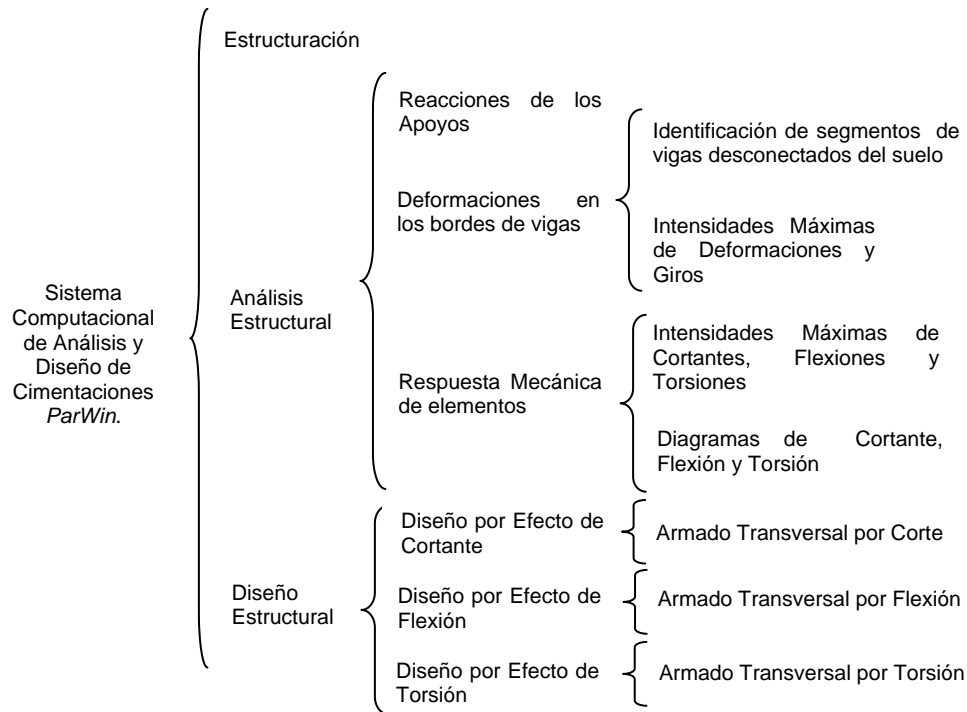 Estructuración
Reacciones de los
Apoyos
Identificación de segmentos de
vigas desconectados del suelo
Deformaciones en
los bordes de vigas
Intensidades Máximas
de Deformaciones y
Giros
Sistema
Computacional
de Análisis y
Diseño de
Cimentaciones
ParWin.
Análisis
Estructural
Intensidades Máximas de
Cortantes, Flexiones y
Torsiones
Respuesta Mecánica
de elementos
Diagramas de Cortante,
Flexión y Torsión
Diseño por Efecto de
Cortante
Armado Transversal por Corte
Diseño
Estructural
Diseño por Efecto de
Flexión
Armado Transversal por Flexión
Diseño por Efecto de
Torsión
Armado Transversal por Torsión